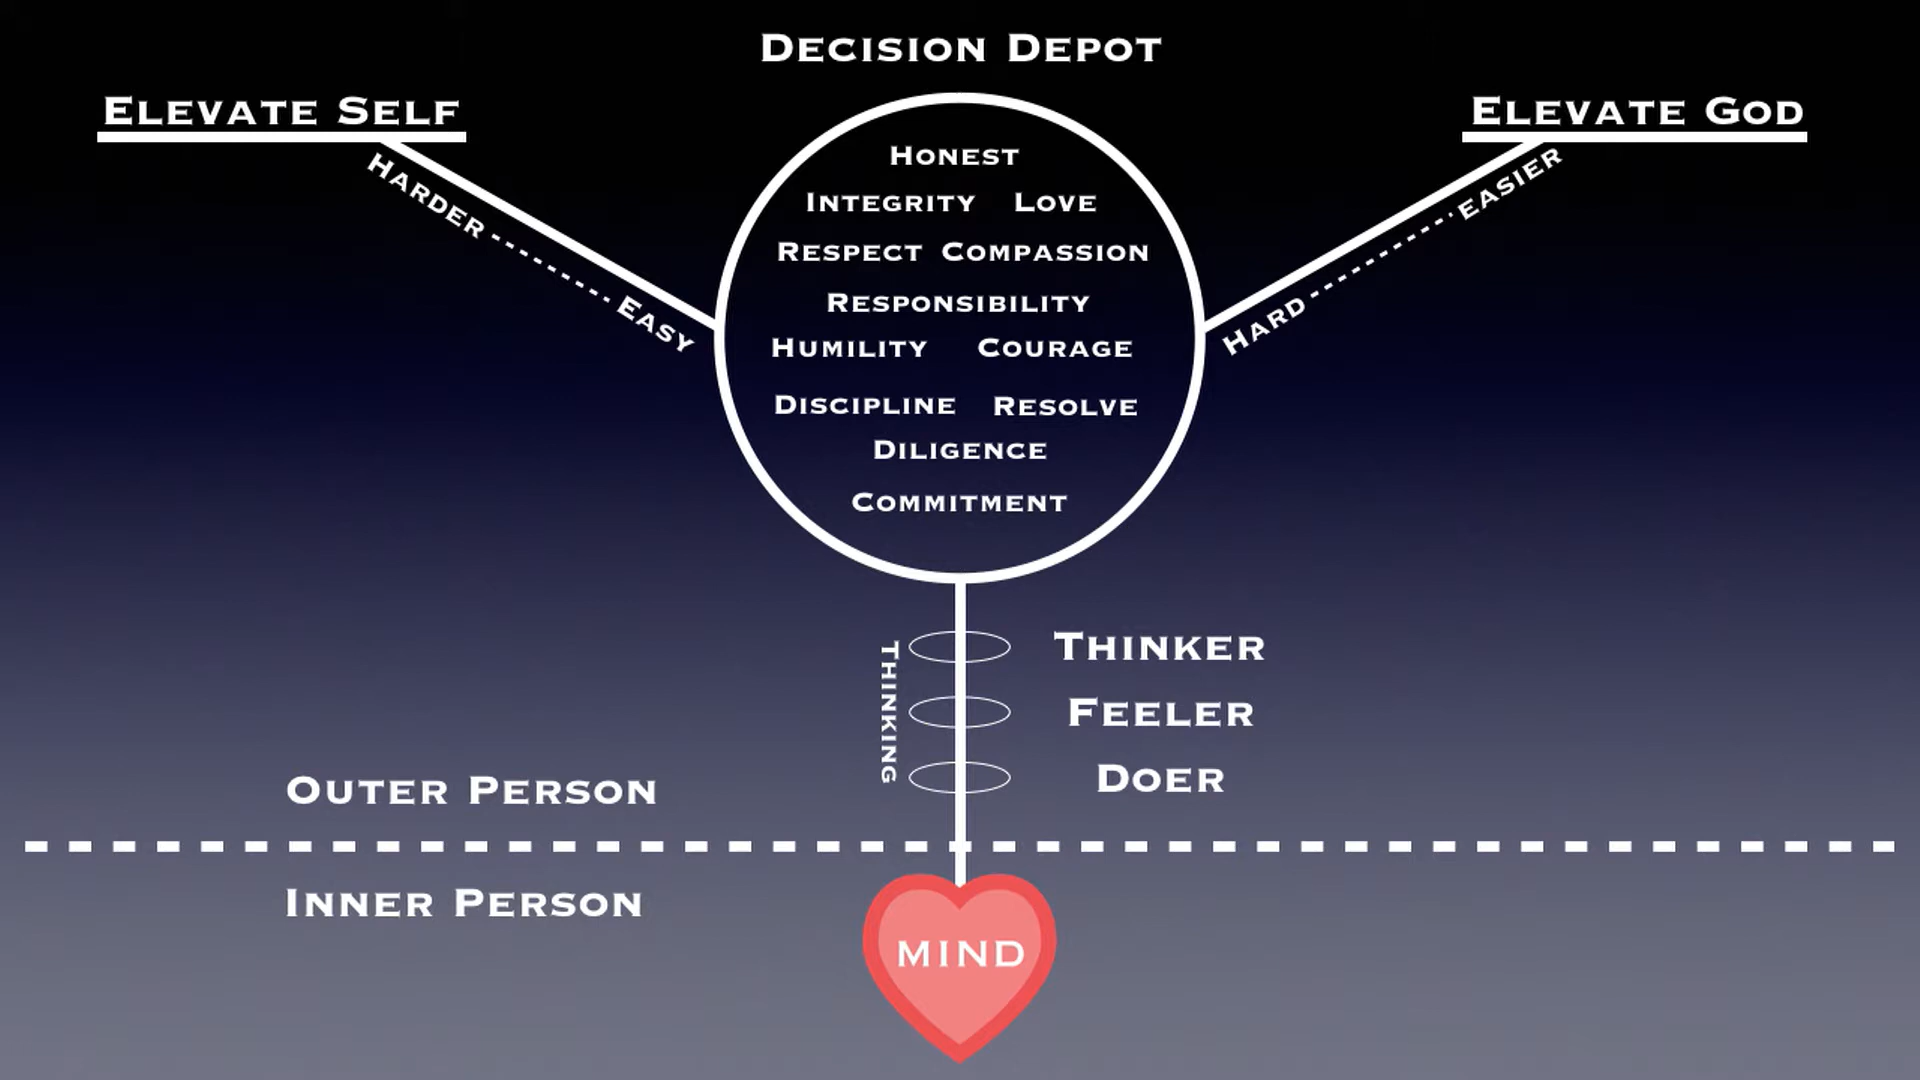 Decision Depot
Elevate Self
Elevate God
Harder
Easy
Hard
Easier
Honest
Integrity Love
Respect Compassion
Responsibility
Humility Courage
Discipline Resolve
Diligence
Commitment
Thinking
Thinker
Feeler
Doer
Outer Person
Inner Person
MIND